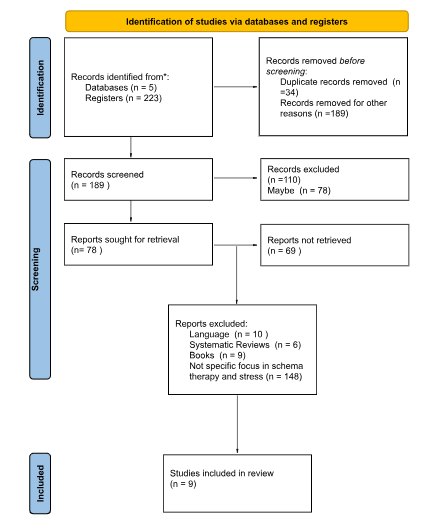 Identification of studies via databases and registers
Identification
Records identified from*:
Databases (n = 5)
Registers (n = 223)
Records removed before
screening:
Duplicate records removed (n
=34)
Records removed for other
reasons (n =189)
Screening
Records screened
(n = 189 )
Records excluded
(n =110)
Maybe (n = 78)
Reports sought for retrieval
(n= 78 )
Reports not retrieved
(n = 69 )
Reports excluded:
Language (n = 10 )
Systematic Reviews (n = 6)
Books (n = 9)
Not specific focus in schema
therapy and stress (n = 148)
Included
Studies included in review
(n = 9)